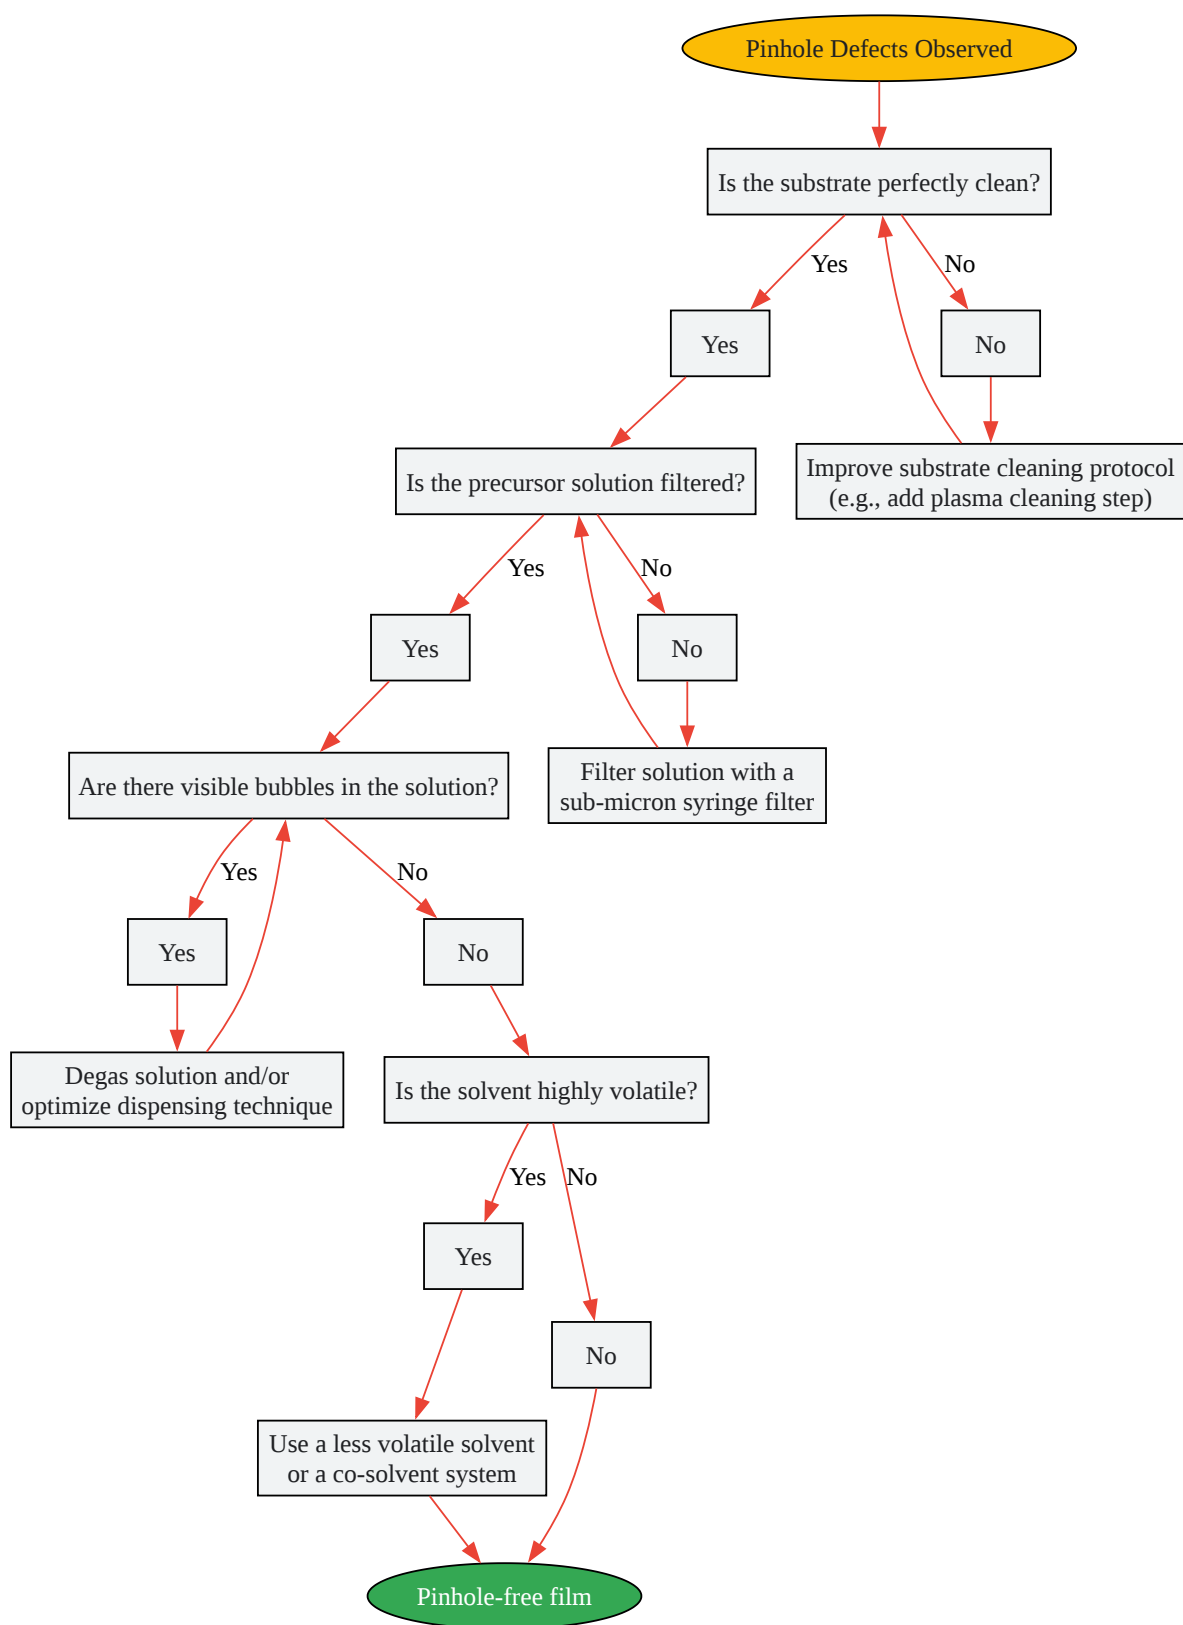 Pinhole Defects Observed
Is the substrate perfectly clean?
Yes
No
Yes
No
Is the precursor solution filtered?
Improve substrate cleaning protocol
(e.g., add plasma cleaning step)
Yes
No
Yes
No
Are there visible bubbles in the solution?
Filter solution with a
sub-micron syringe filter
Yes
No
Yes
No
Degas solution and/or
optimize dispensing technique
Is the solvent highly volatile?
Yes
No
Yes
No
Use a less volatile solvent
or a co-solvent system
Pinhole-free film